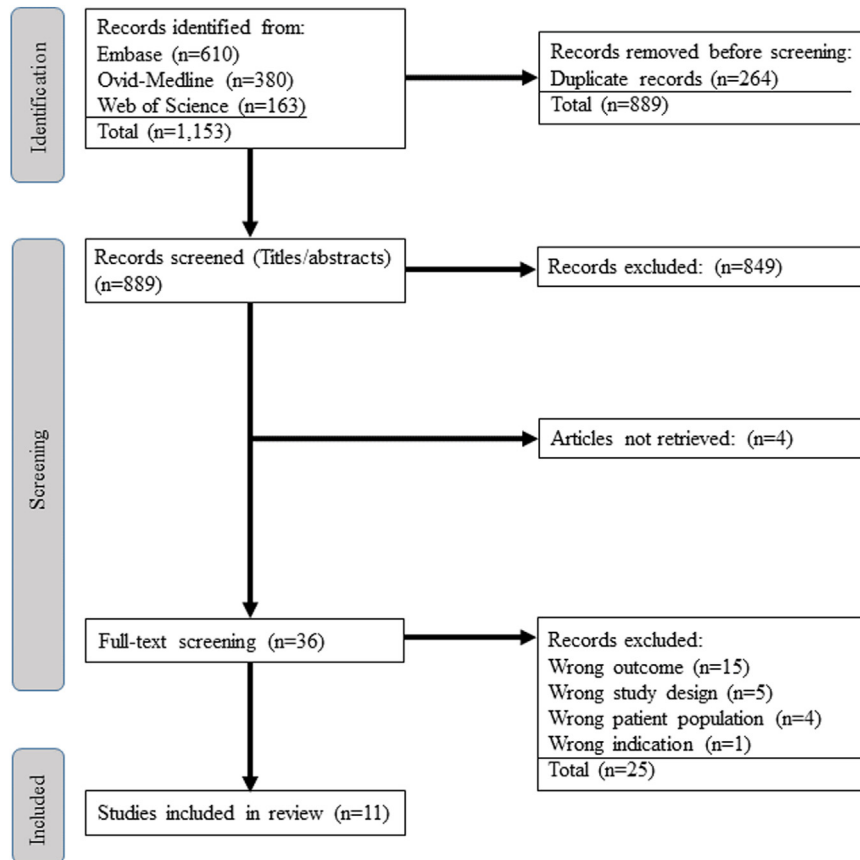 Identification
Records identified from:
Embase (n=610)
Ovid-Medline (n=380)
Web of Science (n=163)
Total (n=1,153)
Records removed before screening:
Duplicate records (n=264)
Total (n=889)
Screening
Records screened (Titles/abstracts)
(n=889)
Records excluded: (n=849)
Articles not retrieved: (n=4)
Full-text screening (n=36)
Records excluded:
Wrong outcome (n=15)
Wrong study design (n=5)
Wrong patient population (n=4)
Wrong indication (n=1)
Total (n=25)
Included
Studies included in review (n=11)